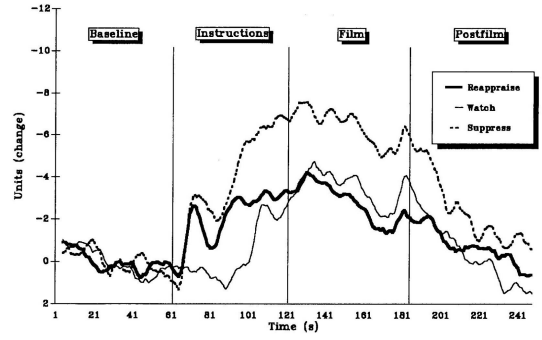 Baseline Instructions Film Postfilm
Reappraise
Watch
Suppress
Units (change)
-12
-10
-8
-6
-4
-2
0
2
1 21 41 61 81 101 121 141 161 181 201 221 241
Time (s)